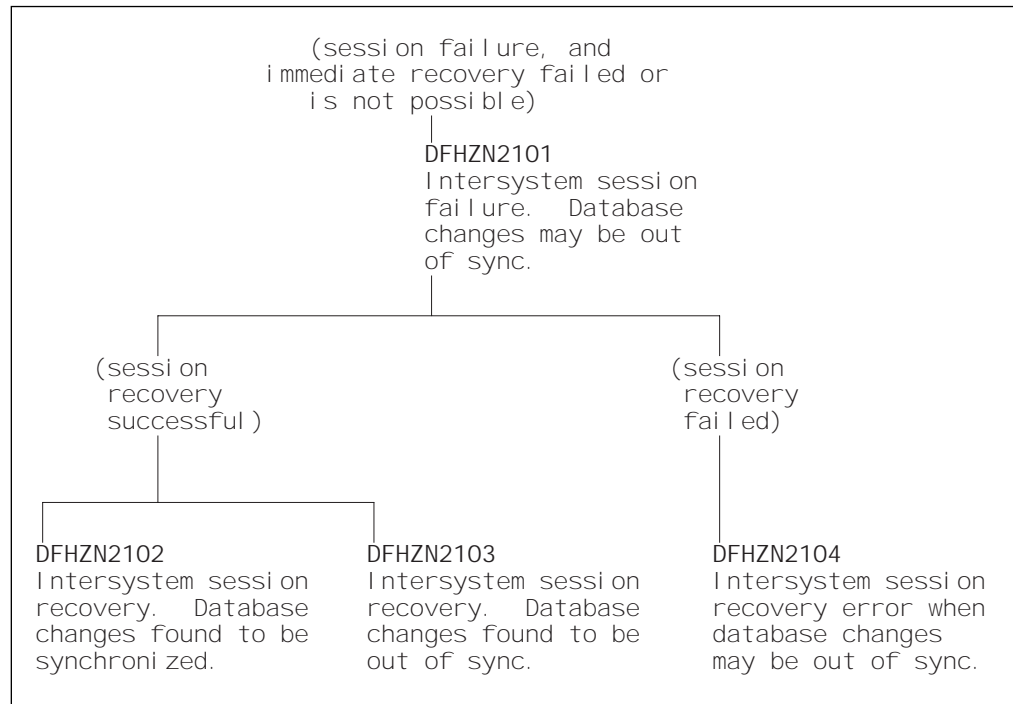 (session failure, and
immediate recovery failed or
is not possible)
DFHZN2101
Intersystem session
failure.  Database
changes may be out
of sync.
(session
recovery
successful)
(session
recovery
failed)
DFHZN2102
Intersystem session
recovery.  Database
changes found to be
synchronized.
DFHZN2103
Intersystem session
recovery.  Database
changes found to be
out of sync.
DFHZN2104
Intersystem session
recovery error when
database changes
may be out of sync.